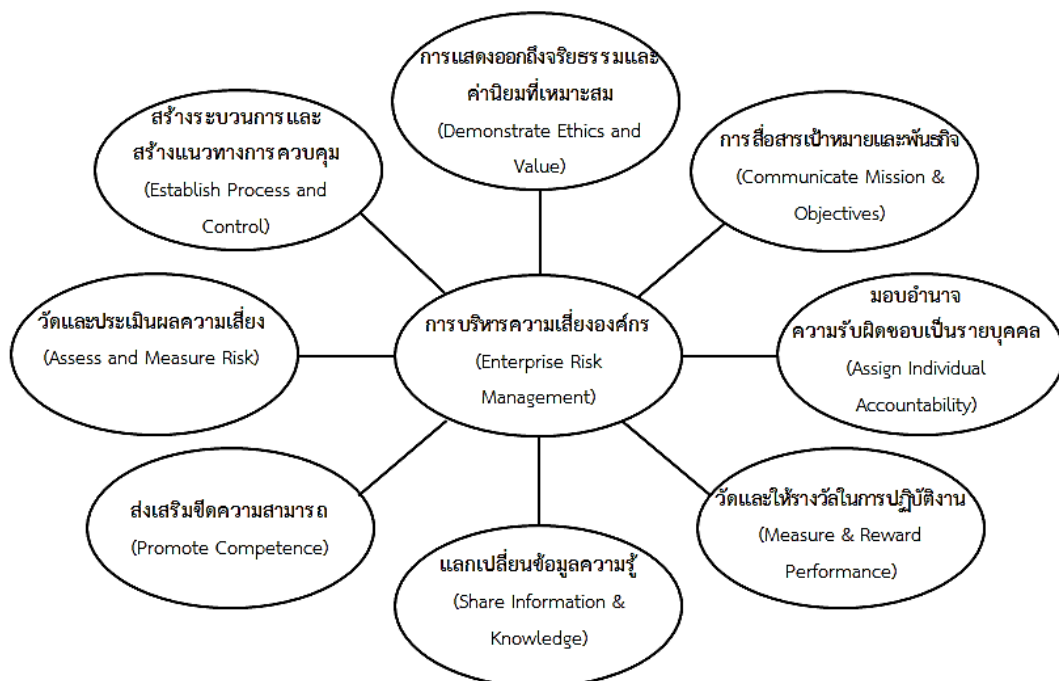 การแสดงออกถึงจริยธรรมและ
ค่านิยมที่เหมาะสม
(Demonstrate Ethics and
Value)
สร้างระบวนการและ
สร้างแนวทางการควบคุม
(Establish Process and
Control)
การสื่อสารเป้าหมายและพันธกิจ
(Communicate Mission &
Objectives)
วัดและประเมินผลความเสี่ยง
(Assess and Measure Risk)
การบริหารความเสี่ยงองค์กร
(Enterprise Risk
Management)
มอบอำนาจ
ความรับผิดชอบเป็นรายบุคคล
(Assign Individual
Accountability)
ส่งเสริมขีดความสามารถ
(Promote Competence)
แลกเปลี่ยนข้อมูลความรู้
(Share Information &
Knowledge)
วัดและให้รางวัลในการปฏิบัติงาน
(Measure & Reward
Performance)